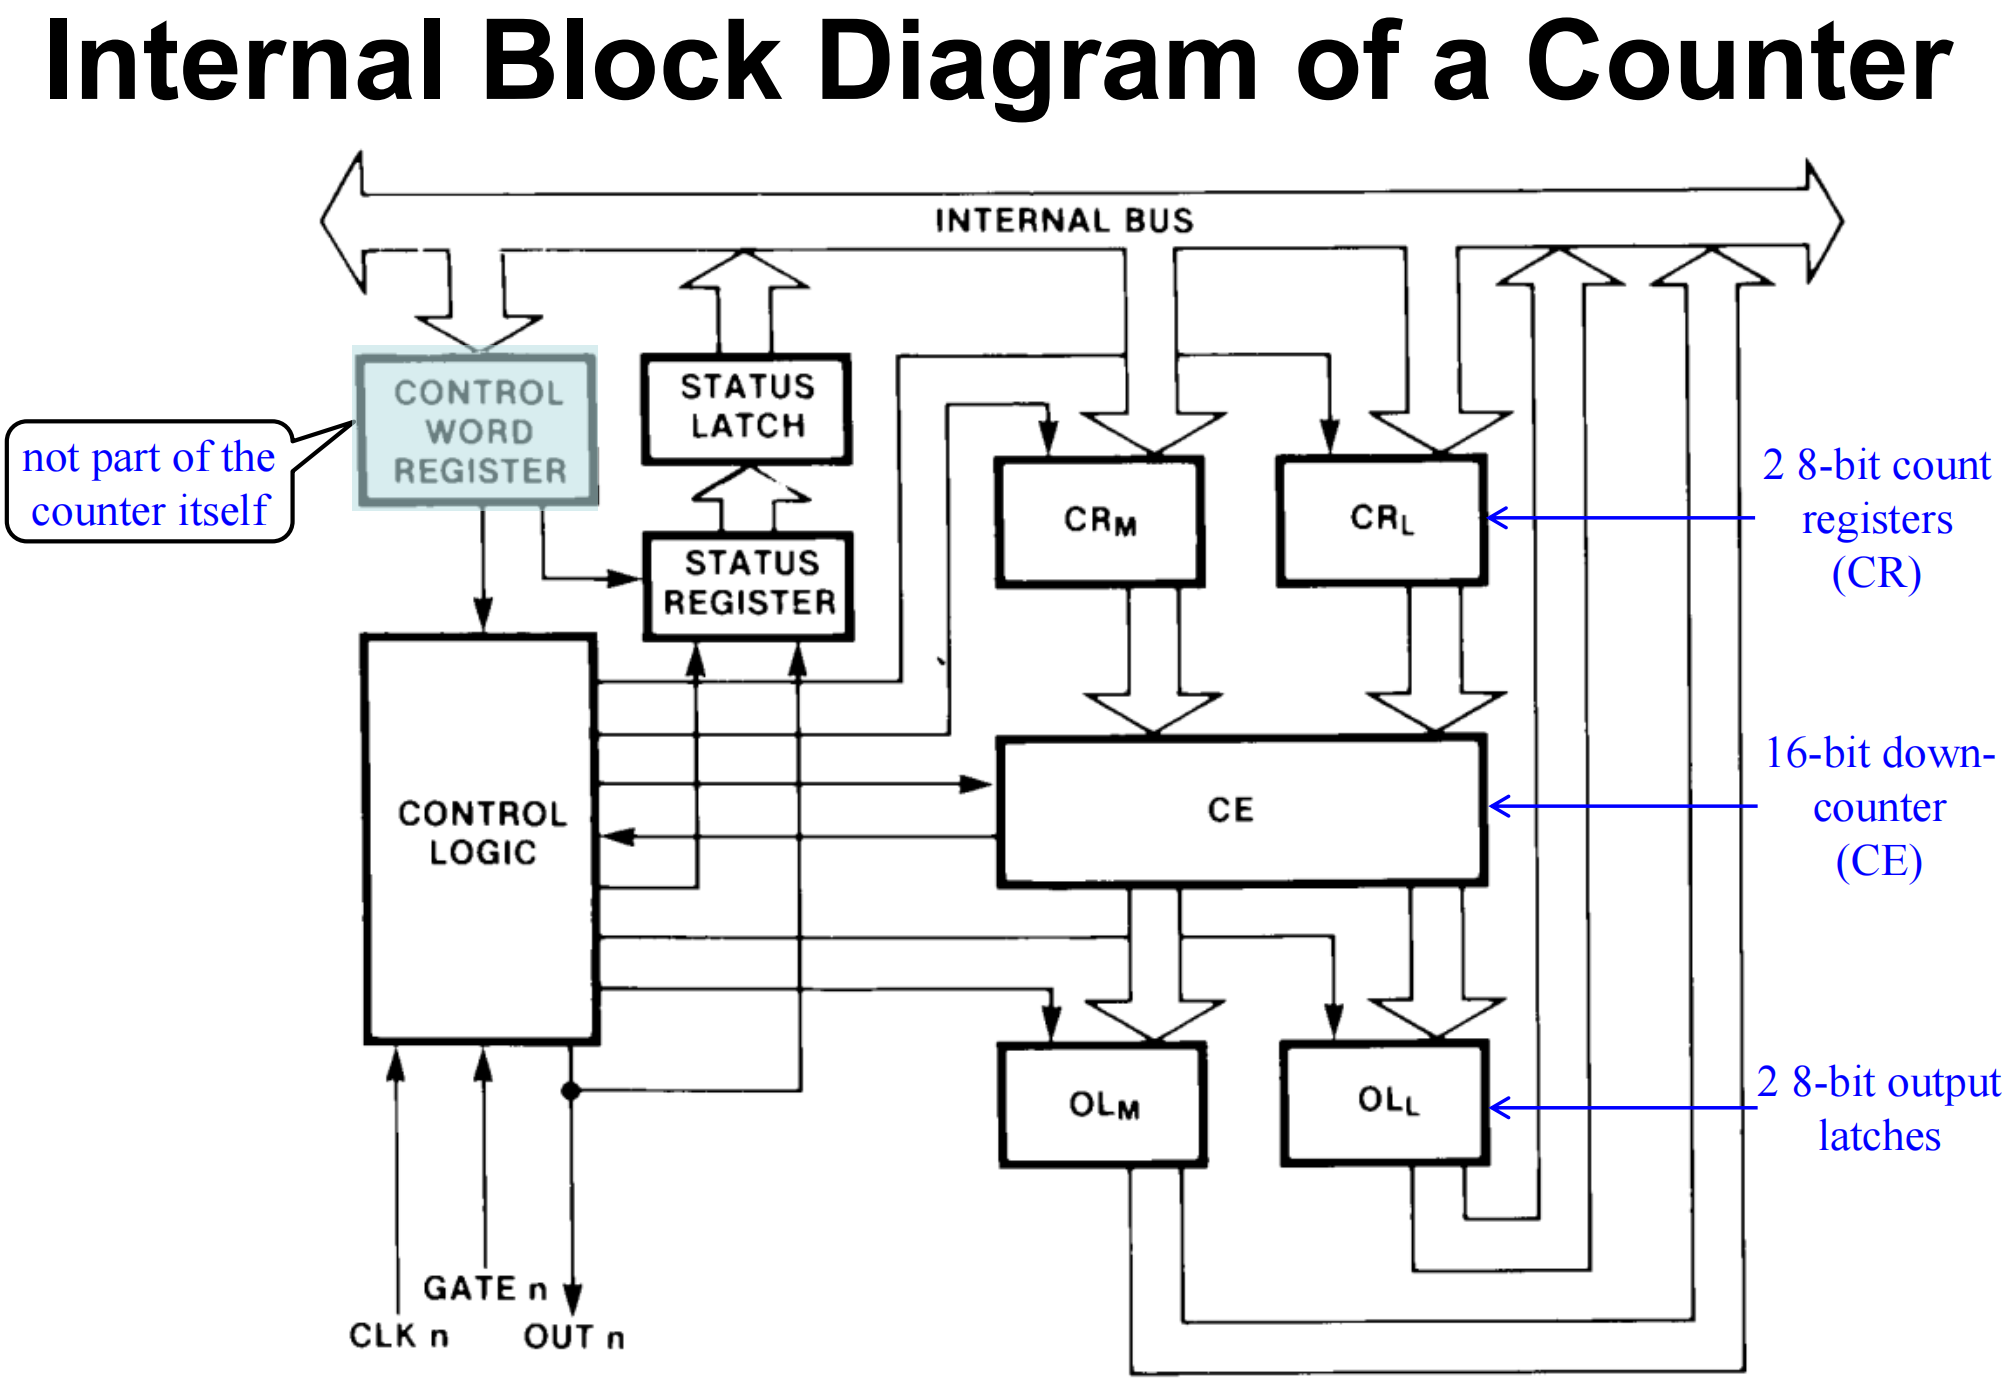 Internal Block Diagram of a Counter
INTERNAL BUS
CONTROL
WORD
REGISTER
STATUS
LATCH
not part of the
counter itself
STATUS
REGISTER
CRM
CRL
2 8-bit count
registers
(CR)
CONTROL
LOGIC
CE
16-bit down-
counter
(CE)
OLM
OLL
2 8-bit output
latches
GATE n
CLK n
OUT n